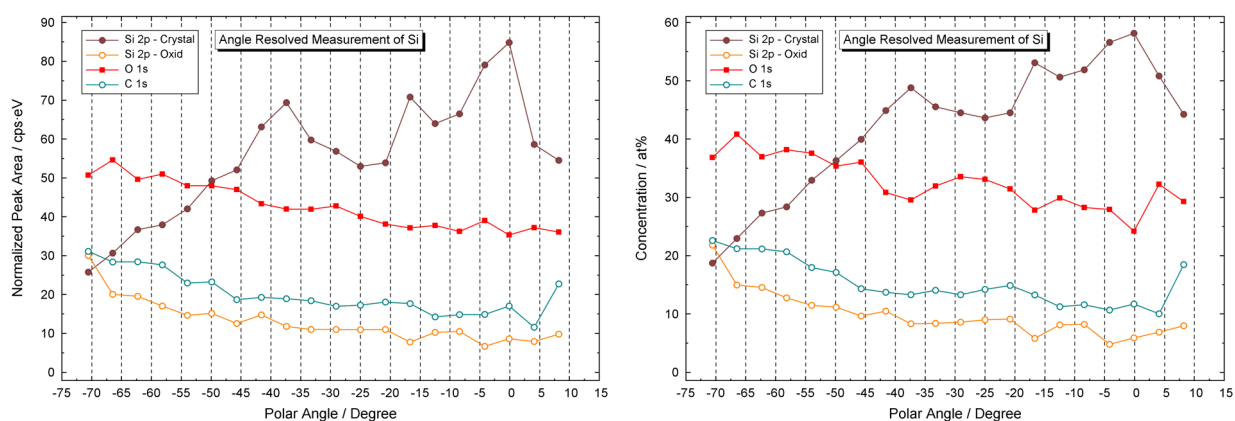 Angle Resolved Measurement of Si
Si 2p - Crystal
Si 2p - Oxid
O 1s
C 1s
Normalized Peak Area / cps·eV
90
80
70
60
50
40
30
20
10
0
-75 -70 -65 -60 -55 -50 -45 -40 -35 -30 -25 -20 -15 -10 -5 0 5 10 15
Polar Angle / Degree
Angle Resolved Measurement of Si
Si 2p - Crystal
Si 2p - Oxid
O 1s
C 1s
Concentration / at%
60
50
40
30
20
10
0
-75 -70 -65 -60 -55 -50 -45 -40 -35 -30 -25 -20 -15 -10 -5 0 5 10 15
Polar Angle / Degree